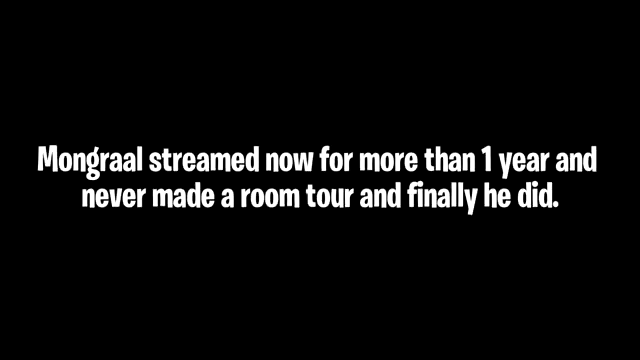 Mongraal streamed now for more than 1 year and
never made a room tour and finally he did.